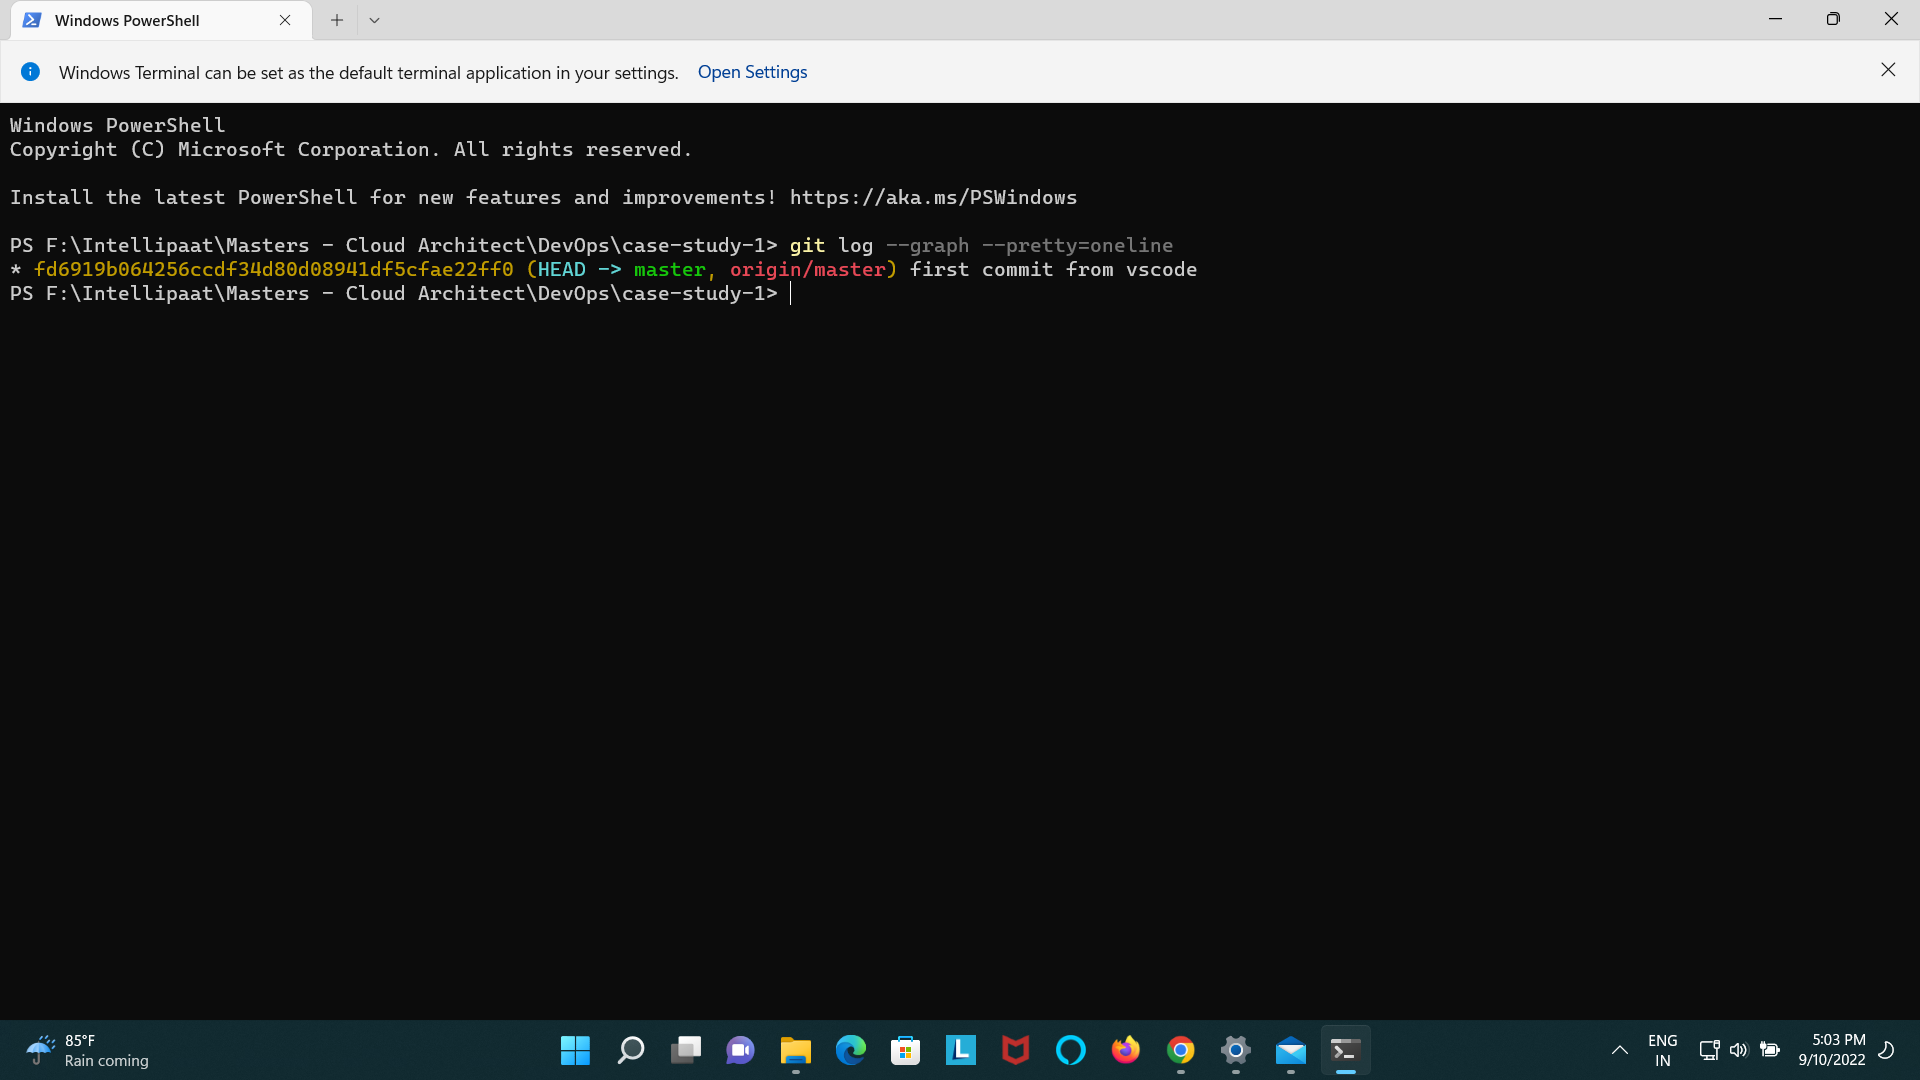 Windows PowerShell
Windows Terminal can be set as the default terminal application in your settings. Open Settings
Windows PowerShell
Copyright (C) Microsoft Corporation. All rights reserved.
Install the latest PowerShell for new features and improvements! https://aka.ms/PSWindows
PS F:\Intellipaat\Masters - Cloud Architect\DevOps\case-study-1> git log --graph --pretty=oneline
* fd6919b064256ccdf34d80d08941df5cfae22ff0 (HEAD -> master, origin/master) first commit from vscode
PS F:\Intellipaat\Masters - Cloud Architect\DevOps\case-study-1>
85°F
Rain coming
L
ENG
IN
5:03 PM
9/10/2022